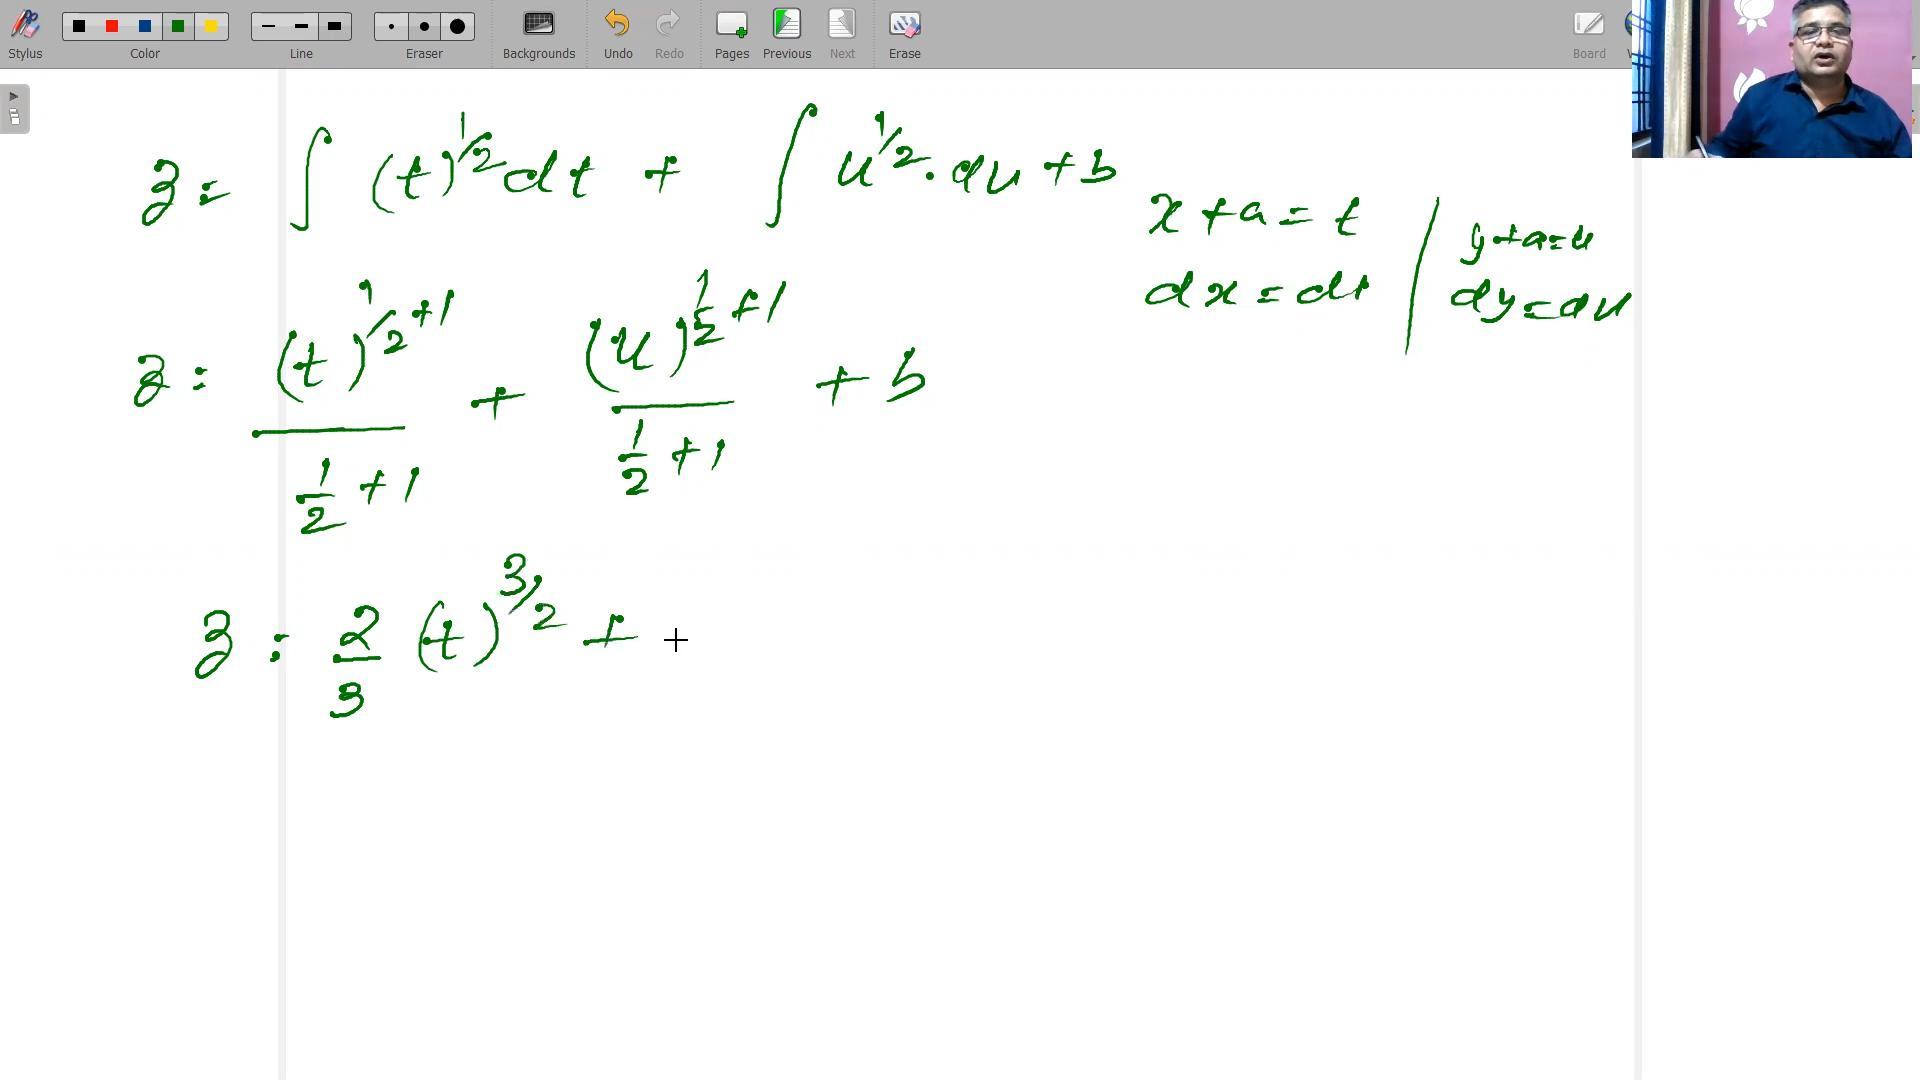 Stylus Color Line Eraser Backgrounds Undo Redo Pages Previous Next Erase Board
z = ∫ (t)^1/2 dt + ∫ u^1/2 . du + b
x + a = t | y + a = u
dx = dt | dy = du
z = (t)^1/2+1 / 1/2 + 1 + (u)^1/2+1 / 1/2 + 1 + b
z = 2/3 (t)^3/2 +